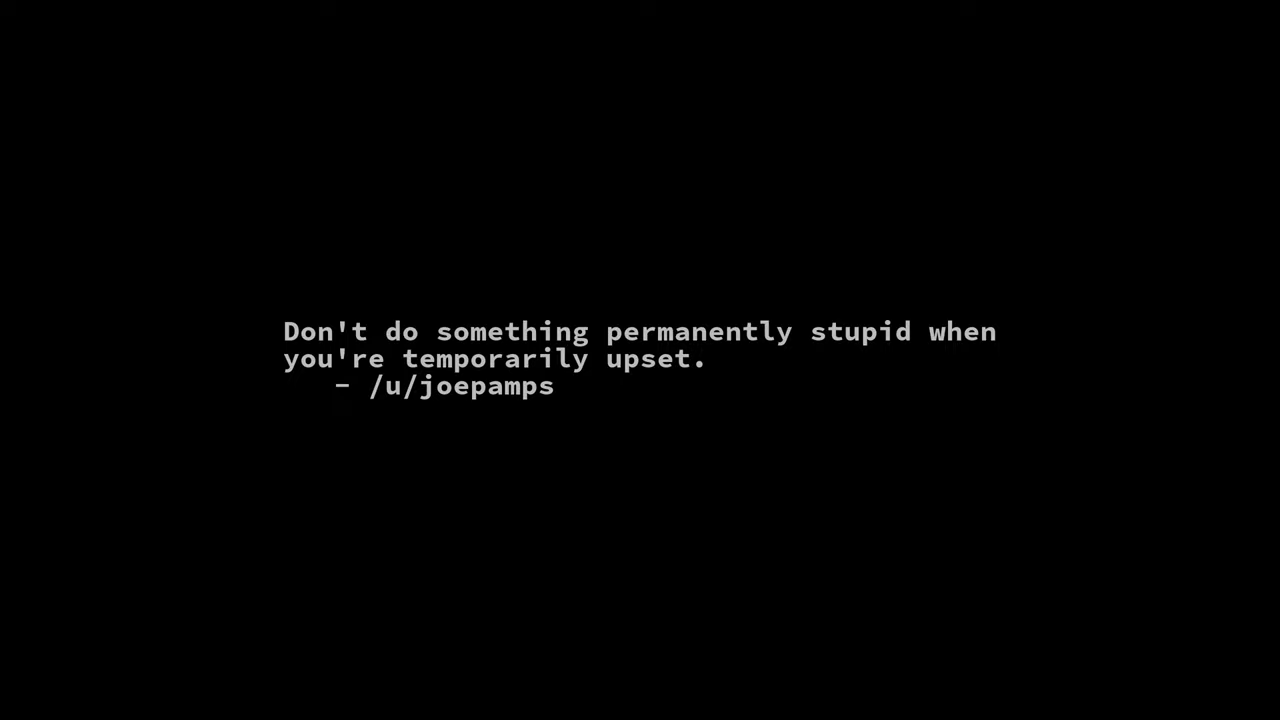 Don't do something permanently stupid when
you're temporarily upset.
- /u/joepamps